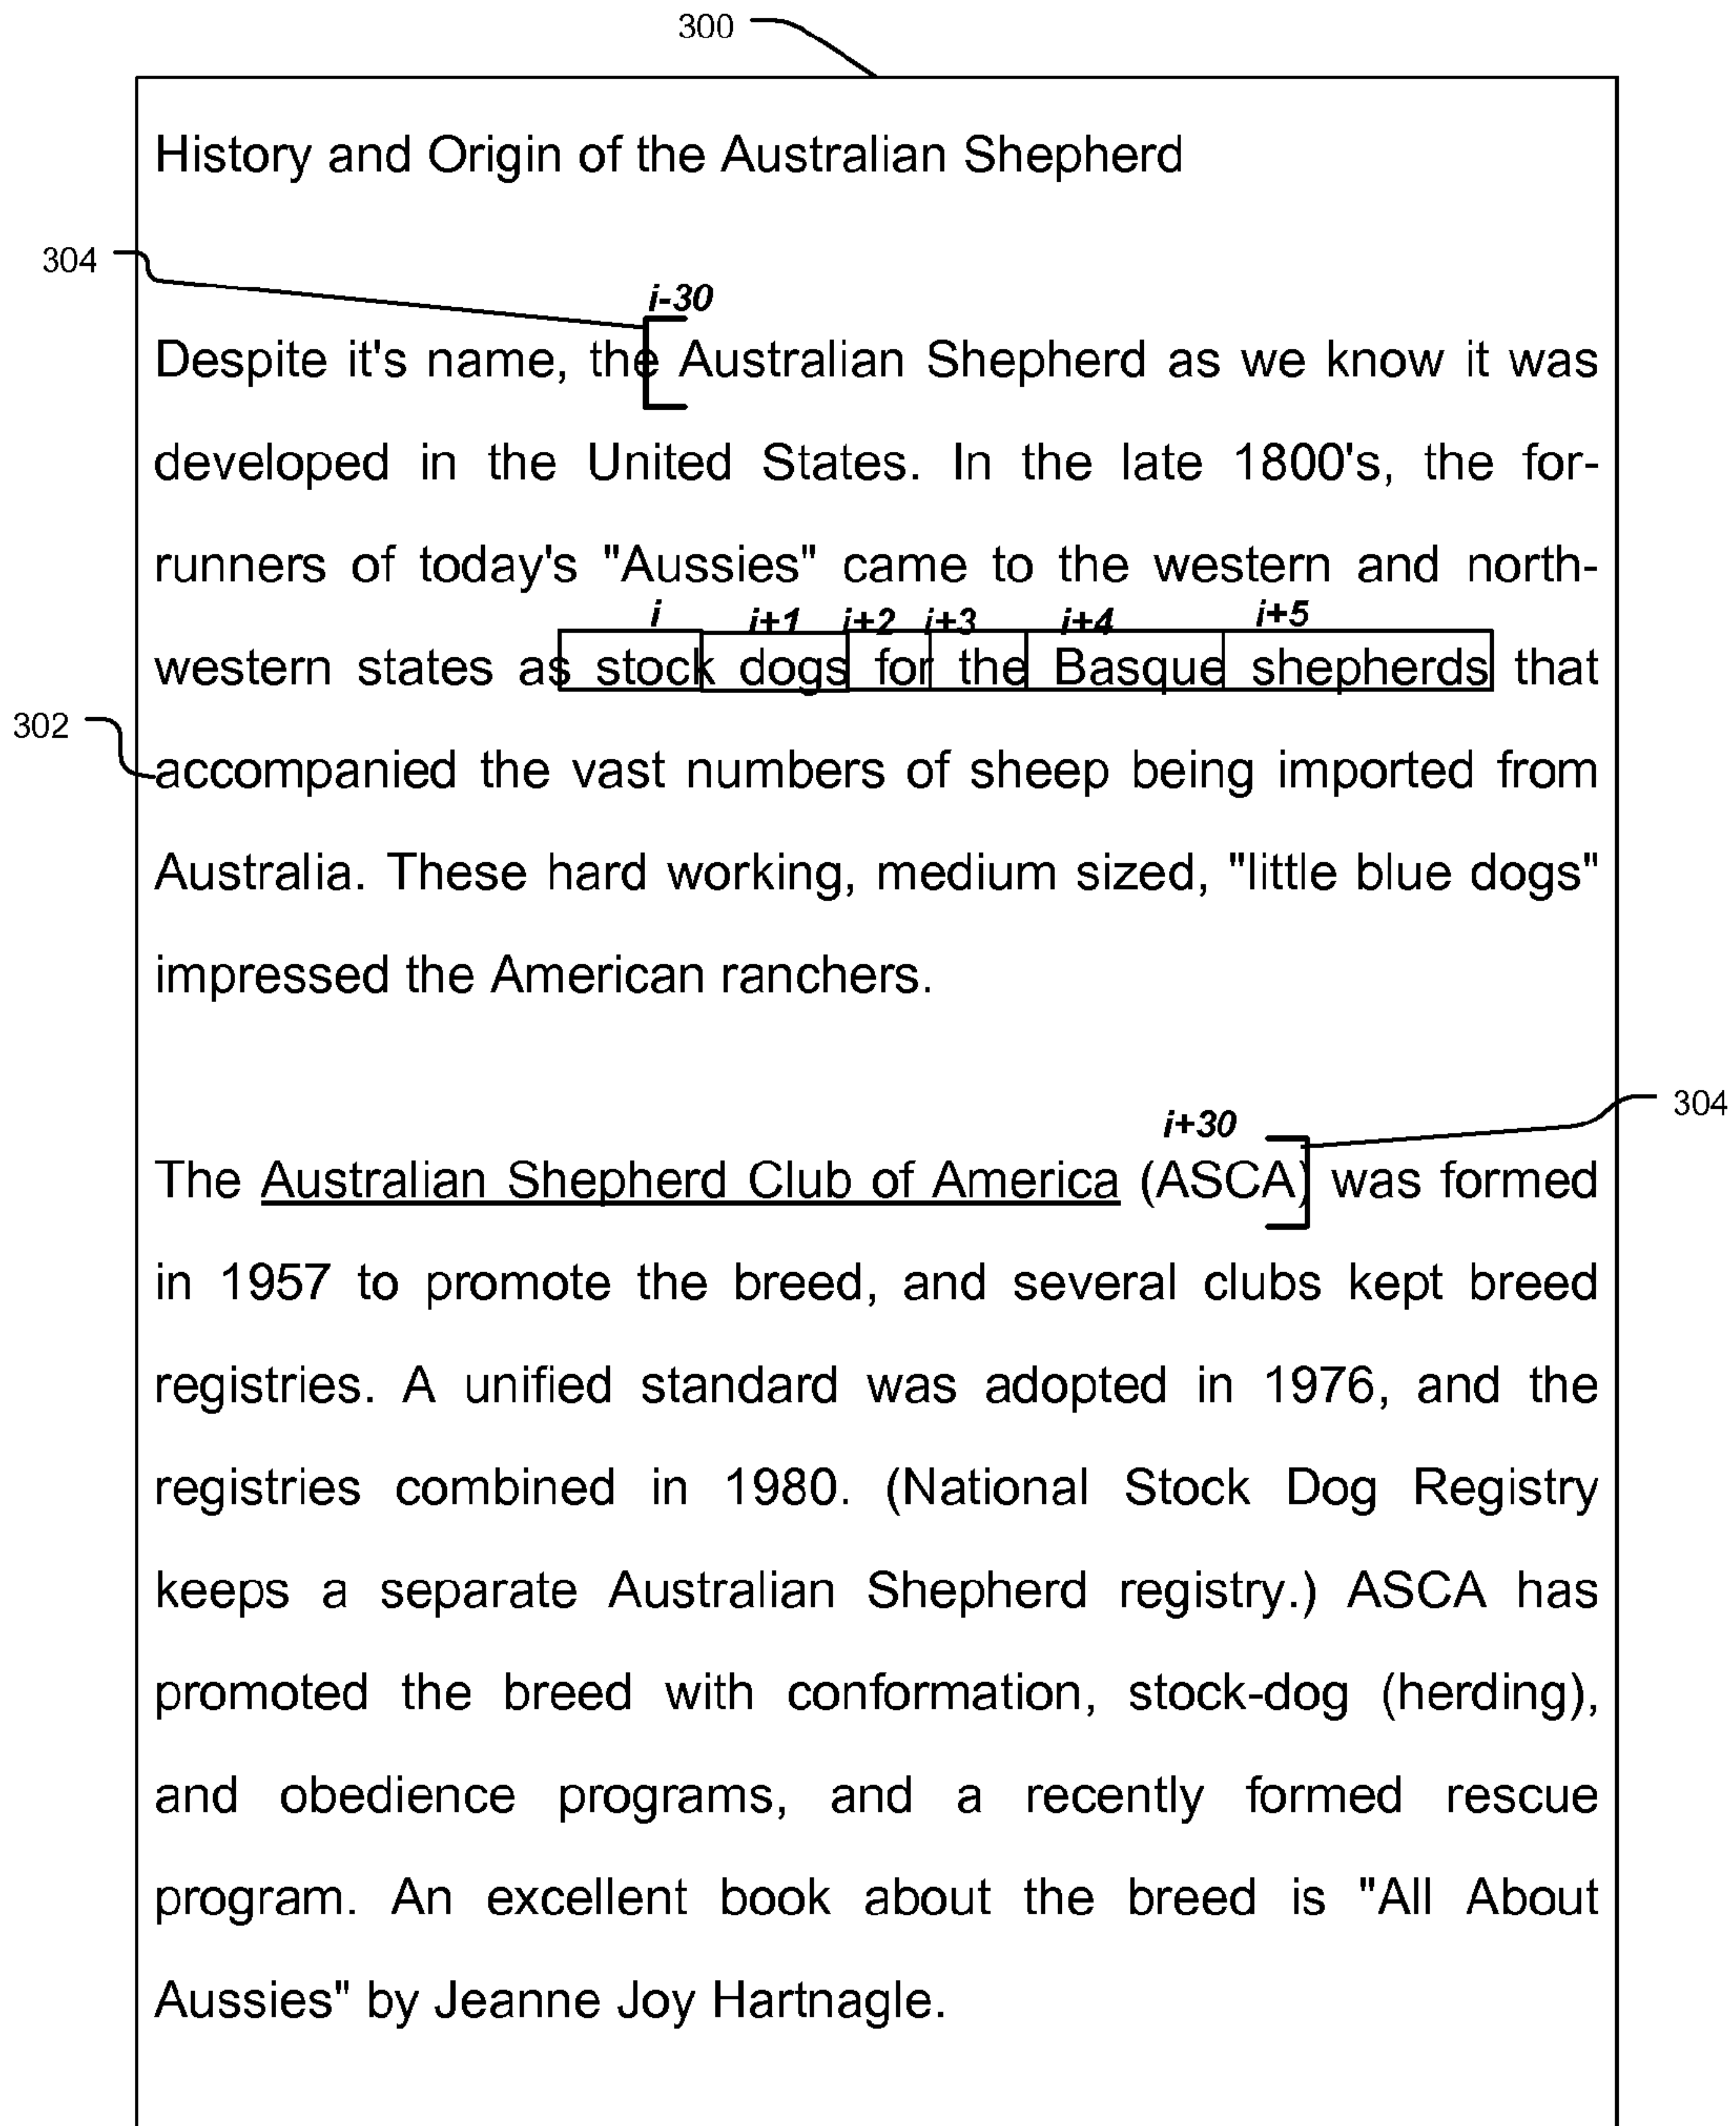 300
History and Origin of the Australian Shepherd
304
i-30
Despite it's name, the Australian Shepherd as we know it was
developed in the United States. In the late 1800's, the for-
runners of today's "Aussies" came to the western and north-
i i+1 i+2 i+3 i+4 i+5
western states as stock dogs for the Basque shepherds that
302
accompanied the vast numbers of sheep being imported from
Australia. These hard working, medium sized, "little blue dogs"
impressed the American ranchers.
i+30
304
The Australian Shepherd Club of America (ASCA) was formed
in 1957 to promote the breed, and several clubs kept breed
registries. A unified standard was adopted in 1976, and the
registries combined in 1980. (National Stock Dog Registry
keeps a separate Australian Shepherd registry.) ASCA has
promoted the breed with conformation, stock-dog (herding),
and obedience programs, and a recently formed rescue
program. An excellent book about the breed is "All About
Aussies" by Jeanne Joy Hartnagle.